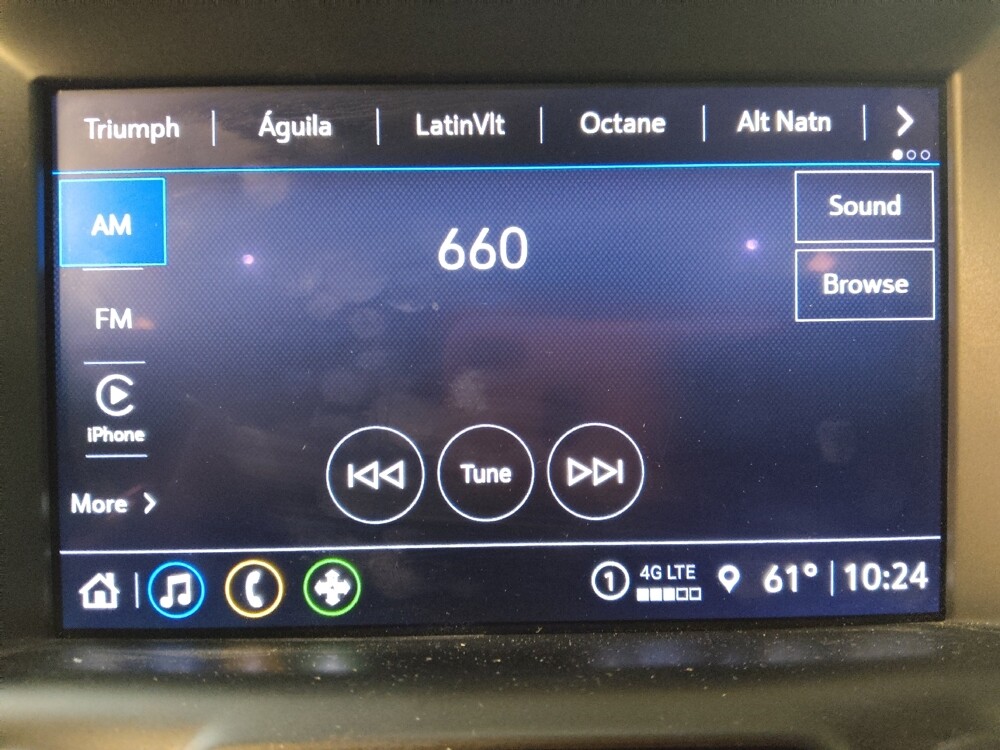 Triumph Águila LatinVlt Octane Alt Natn
AM
660
Sound
Browse
FM
iPhone
More
Tune
1 4G LTE 61° 10:24